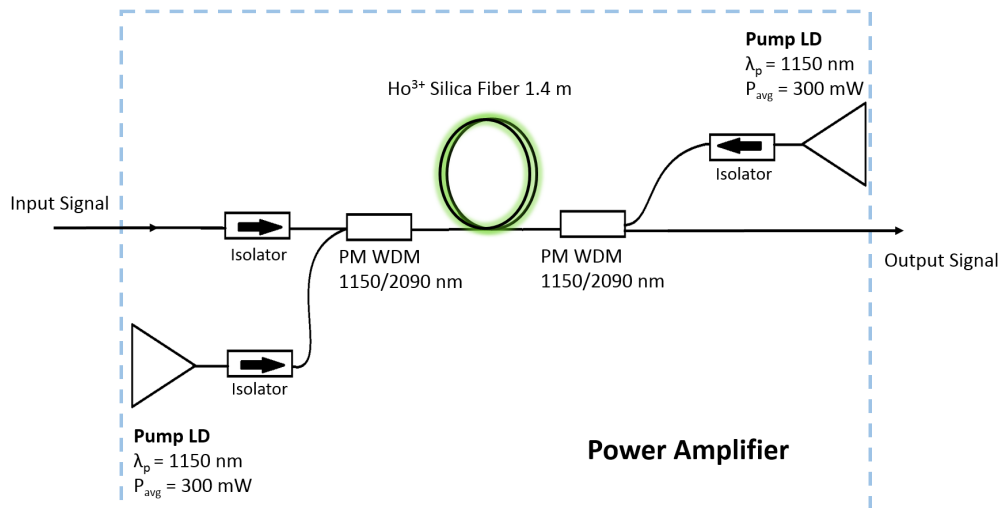 Pump LD
λp = 1150 nm
Pavg = 300 mW
Ho3+ Silica Fiber 1.4 m
Isolator
Input Signal
Isolator
PM WDM
1150/2090 nm
PM WDM
1150/2090 nm
Output Signal
Isolator
Pump LD
λp = 1150 nm
Pavg = 300 mW
Power Amplifier